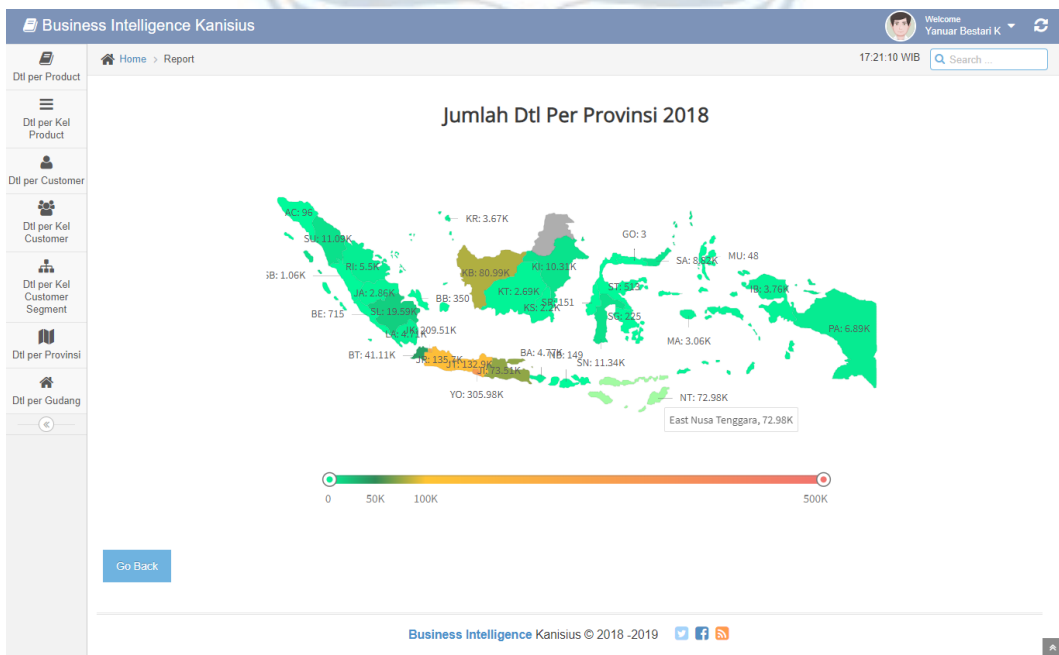 Business Intelligence Kanisius
Welcome
Yanuar Bestari K
Dtl per Product
Dtl per Kel
Product
Dtl per Customer
Dtl per Kel
Customer
Dtl per Kel
Customer
Segment
Dtl per Provinsi
Dtl per Gudang
Home > Report
17:21:10 WIB
Search ...
Jumlah Dtl Per Provinsi 2018
AC: 96
KR: 3.67K
SU: 11.09K
GO: 3
SA: 8.82K
MU: 48
RI: 5.5K
KB: 80.99K
KI: 10.31K
SB: 1.06K
ST: 513
IB: 3.76K
JA: 2.86K
BB: 350
KT: 2.69K
SR: 151
KS: 2.2K
BE: 715
SL: 19.59K
SG: 225
LA: 4.71K
JK: 209.51K
PA: 6.89K
MA: 3.06K
BT: 41.11K
JT: 132.9K
JI: 73.51K
BA: 4.77K
NB: 149
SN: 11.34K
YO: 305.98K
NT: 72.98K
East Nusa Tenggara, 72.98K
0
50K
100K
500K
Go Back
Business Intelligence Kanisius © 2018 -2019